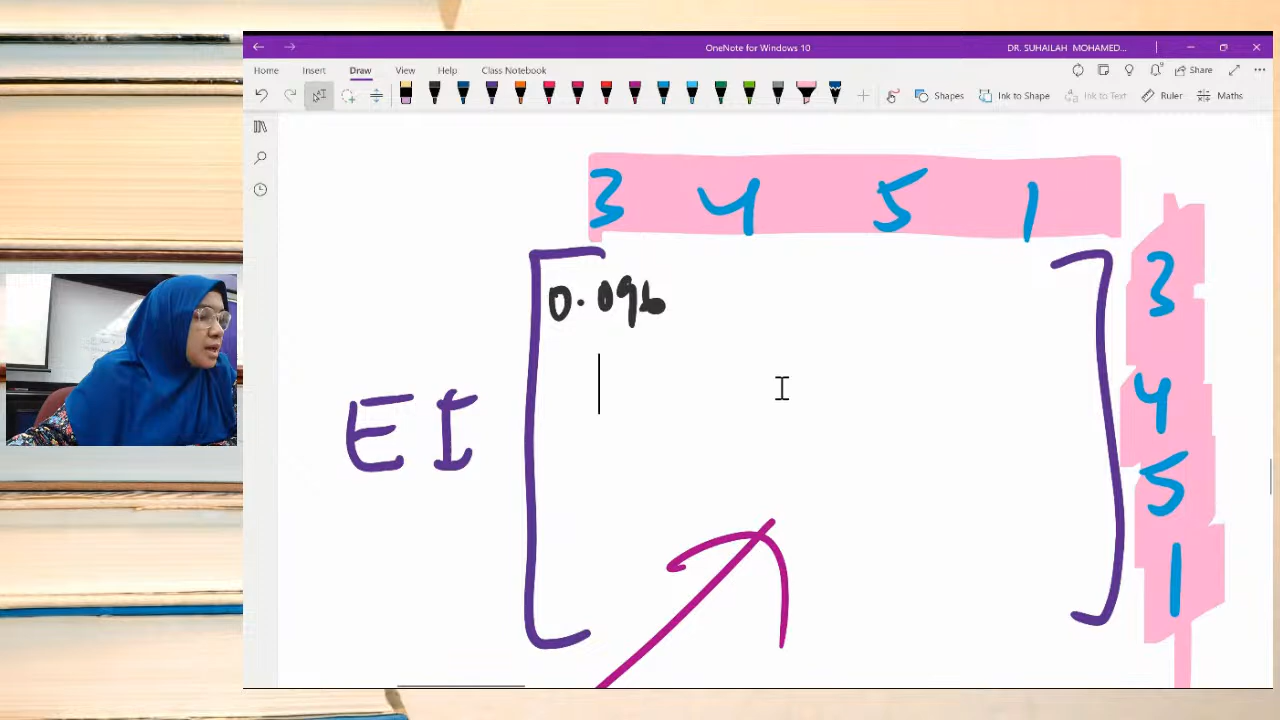 OneNote for Windows 10
DR. SUHAILAH MOHAMED...
Home Insert Draw View Help Class Notebook
Share
Shapes Ink to Shape Ink to Text Ruler Maths
3 4 5 1
0.096
3
EI
4
5
1